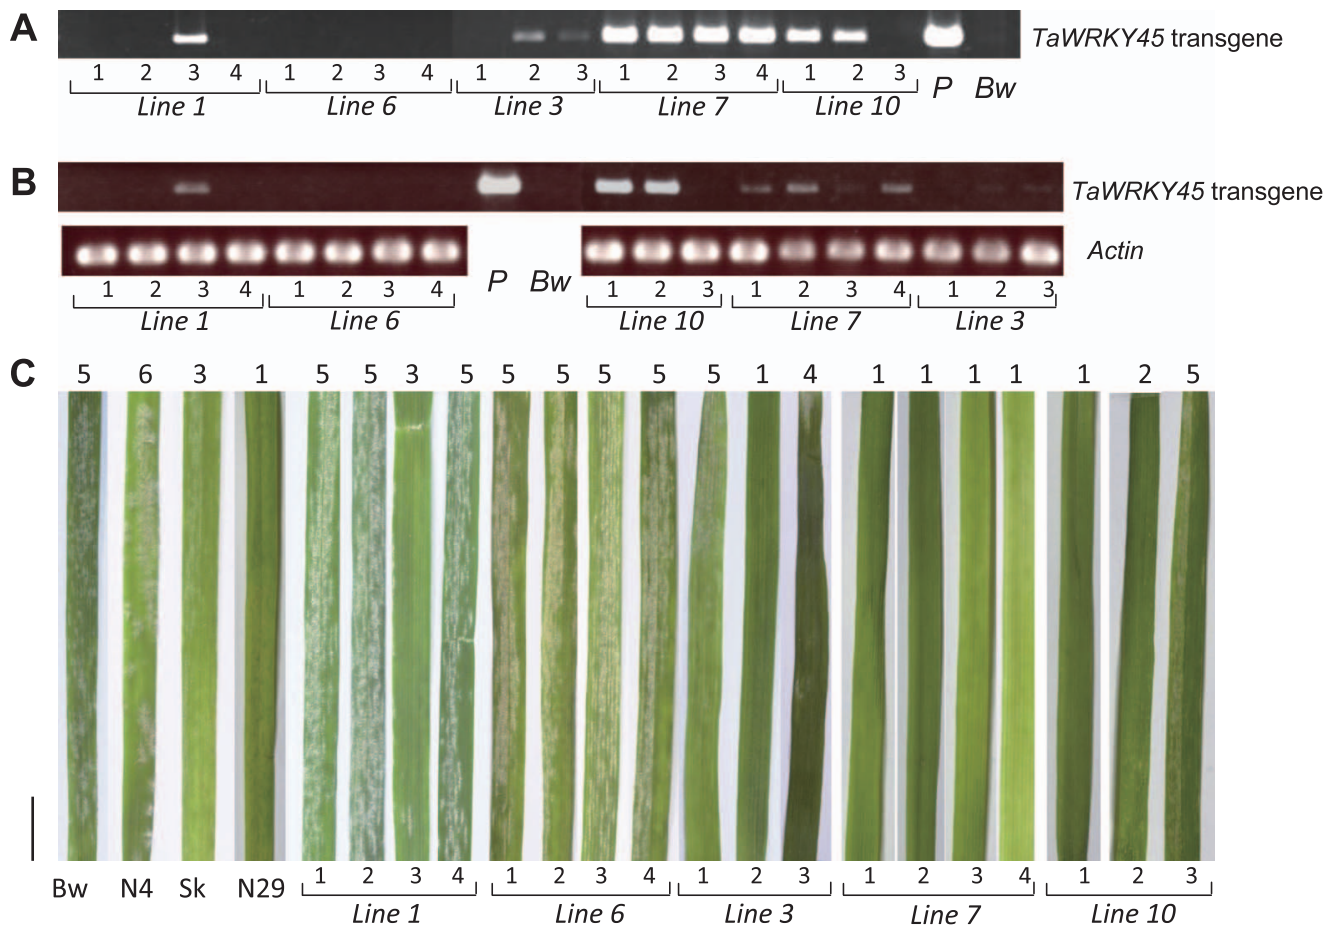 A
TaWRKY45 transgene
1 2 3 4 1 2 3 4 1 2 3 1 2 3 4 1 2 3 P Bw
Line 1 Line 6 Line 3 Line 7 Line 10
B
TaWRKY45 transgene
Actin
1 2 3 4 1 2 3 4 P Bw 1 2 3 1 2 3 4 1 2 3
Line 1 Line 6 Line 10 Line 7 Line 3
C 5 6 3 1 5 5 3 5 5 5 5 5 5 1 4 1 1 1 1 1 2 5
Bw N4 Sk N29 1 2 3 4 1 2 3 4 1 2 3 1 2 3 4 1 2 3
Line 1 Line 6 Line 3 Line 7 Line 10